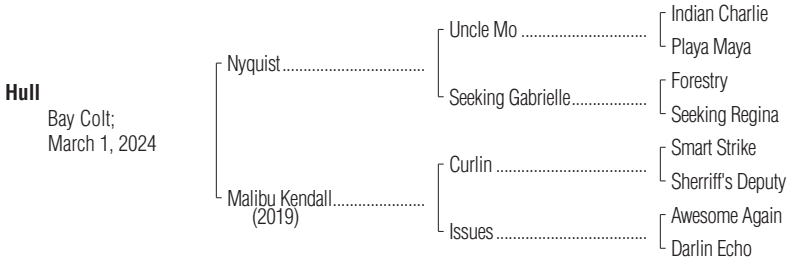 Hull
Bay Colt;
March 1, 2024
Nyquist
Malibu Kendall
(2019)
Uncle Mo
Seeking Gabrielle
Curlin
Issues
Indian Charlie
Playa Maya
Forestry
Seeking Regina
Smart Strike
Sherriff's Deputy
Awesome Again
Darlin Echo